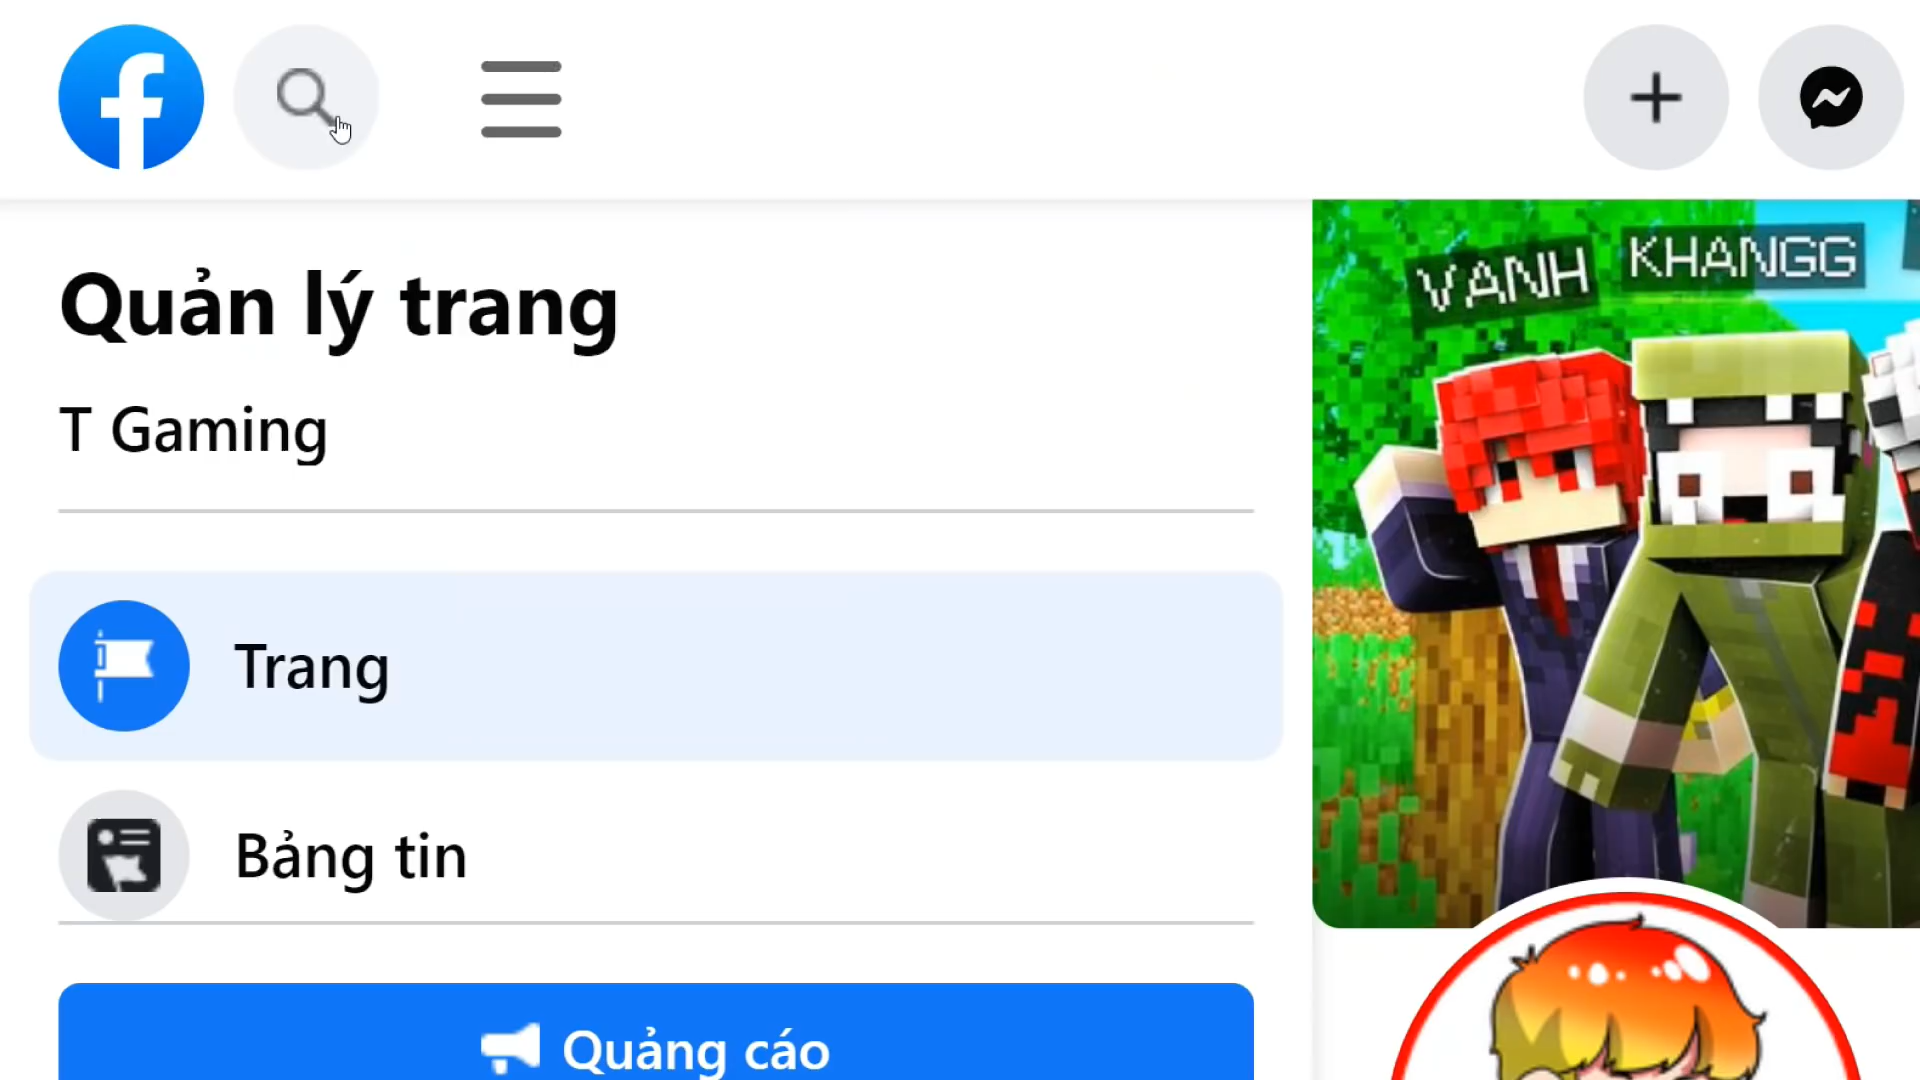 Quản lý trang
T Gaming
Trang
Bảng tin
Quảng cáo
VANH
KHANGG